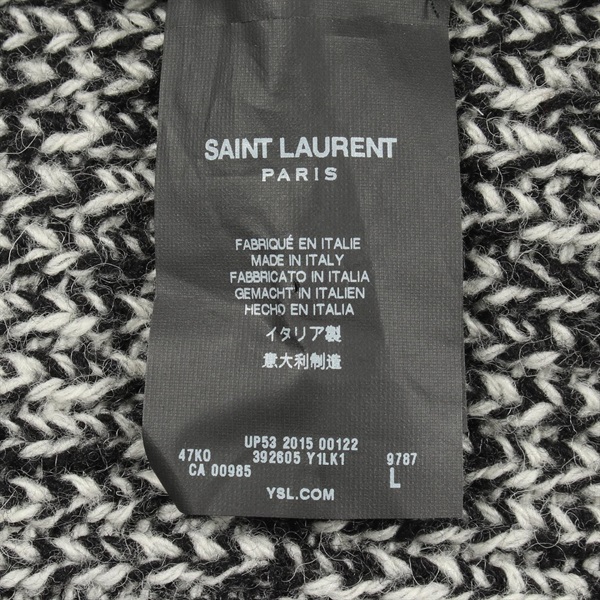 SAINT LAURENT
PARIS
FABRIQUÉ EN ITALIE
MADE IN ITALY
FABBRICATO IN ITALIA
GEMACHT IN ITALIEN
HECHO EN ITALIA
イタリア製
意大利制造
UP53 2015 00122
47KO 392605 Y1LK1 9787
CA 00985 L
YSL.COM